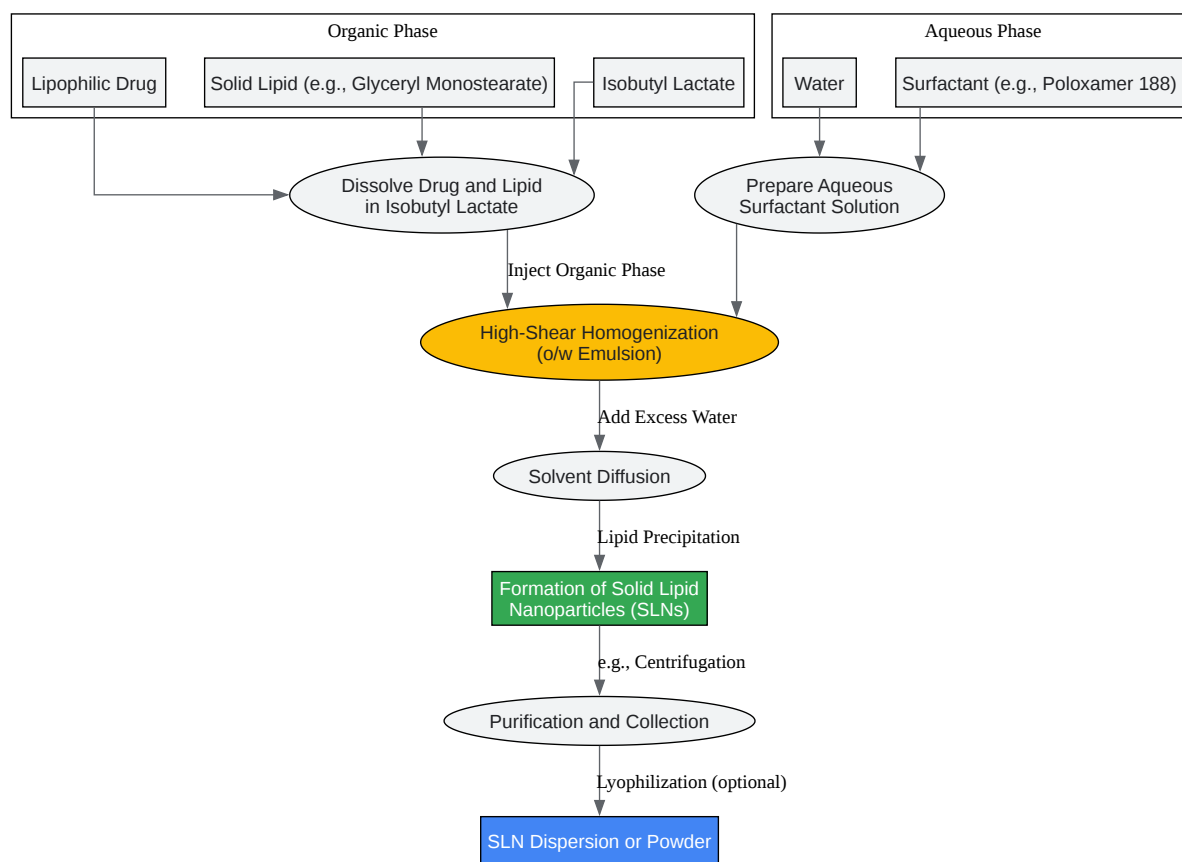 Organic Phase
Aqueous Phase
Lipophilic Drug
Solid Lipid (e.g., Glyceryl Monostearate)
Isobutyl Lactate
Water
Surfactant (e.g., Poloxamer 188)
Dissolve Drug and Lipid
in Isobutyl Lactate
Prepare Aqueous
Surfactant Solution
Inject Organic Phase
High-Shear Homogenization
(o/w Emulsion)
Add Excess Water
Solvent Diffusion
Lipid Precipitation
Formation of Solid Lipid
Nanoparticles (SLNs)
e.g., Centrifugation
Purification and Collection
Lyophilization (optional)
SLN Dispersion or Powder